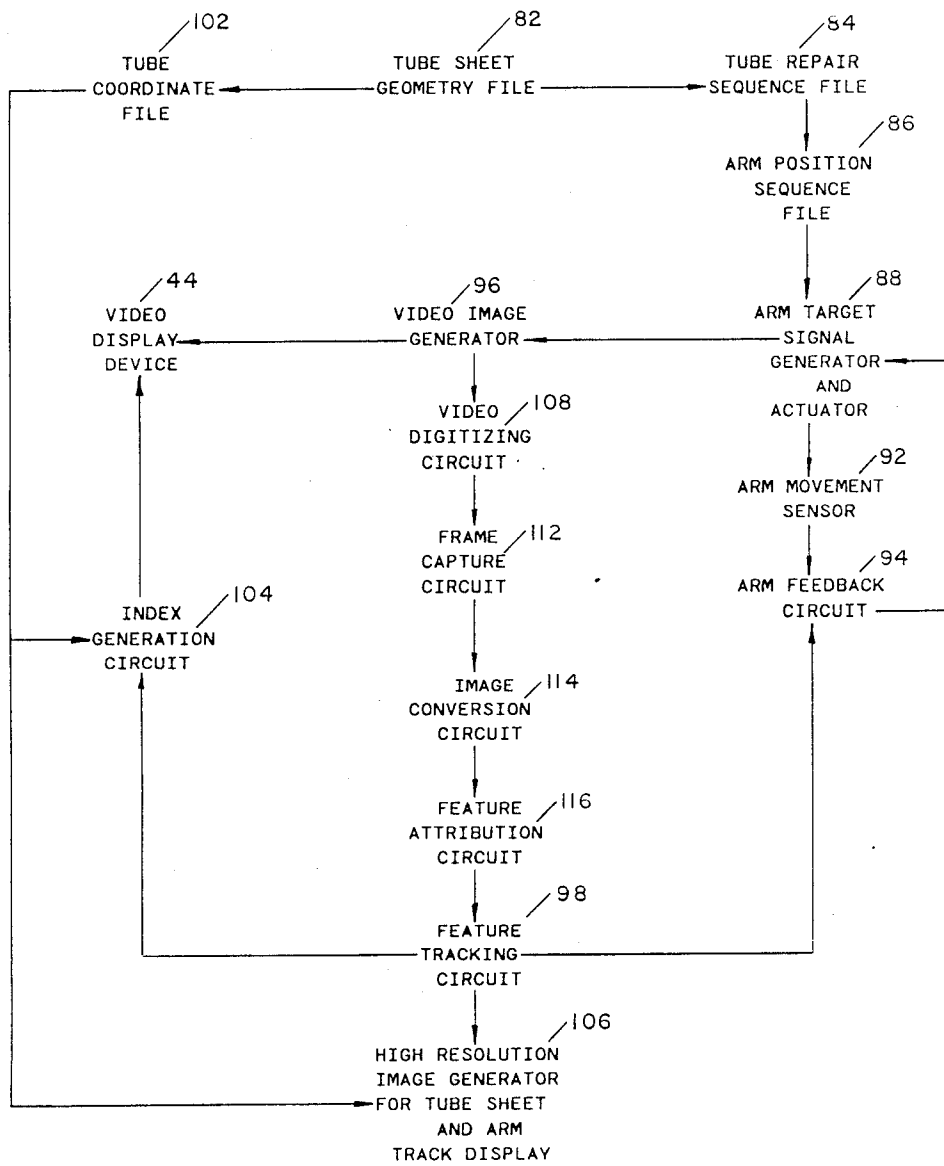 102
TUBE
COORDINATE
FILE
82
TUBE SHEET
GEOMETRY FILE
84
TUBE REPAIR
SEQUENCE FILE
86
ARM POSITION
SEQUENCE
FILE
44
VIDEO
DISPLAY
DEVICE
96
VIDEO IMAGE
GENERATOR
88
ARM TARGET
SIGNAL
GENERATOR
AND
ACTUATOR
108
VIDEO
DIGITIZING
CIRCUIT
92
ARM MOVEMENT
SENSOR
112
FRAME
CAPTURE
CIRCUIT
94
ARM FEEDBACK
CIRCUIT
104
INDEX
GENERATION
CIRCUIT
114
IMAGE
CONVERSION
CIRCUIT
116
FEATURE
ATTRIBUTION
CIRCUIT
98
FEATURE
TRACKING
CIRCUIT
106
HIGH RESOLUTION
IMAGE GENERATOR
FOR TUBE SHEET
AND ARM
TRACK DISPLAY